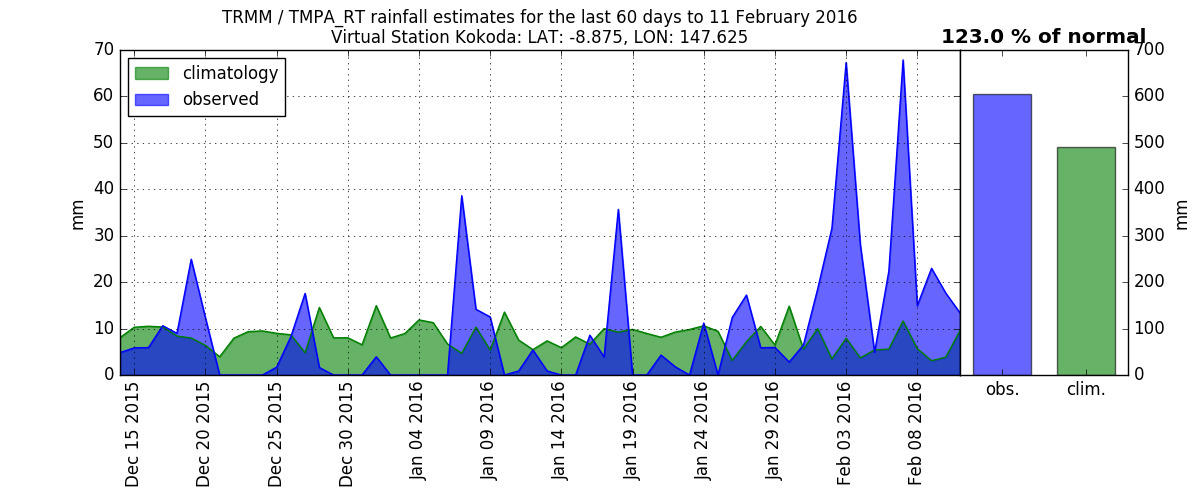 TRMM / TMPA_RT rainfall estimates for the last 60 days to 11 February 2016
Virtual Station Kokoda: LAT: -8.875, LON: 147.625
123.0 % of normal
climatology
observed
70
60
50
40
30
20
10
0
mm
700
600
500
400
300
200
100
0
mm
Dec 15 2015
Dec 20 2015
Dec 25 2015
Dec 30 2015
Jan 04 2016
Jan 09 2016
Jan 14 2016
Jan 19 2016
Jan 24 2016
Jan 29 2016
Feb 03 2016
Feb 08 2016
obs.
clim.